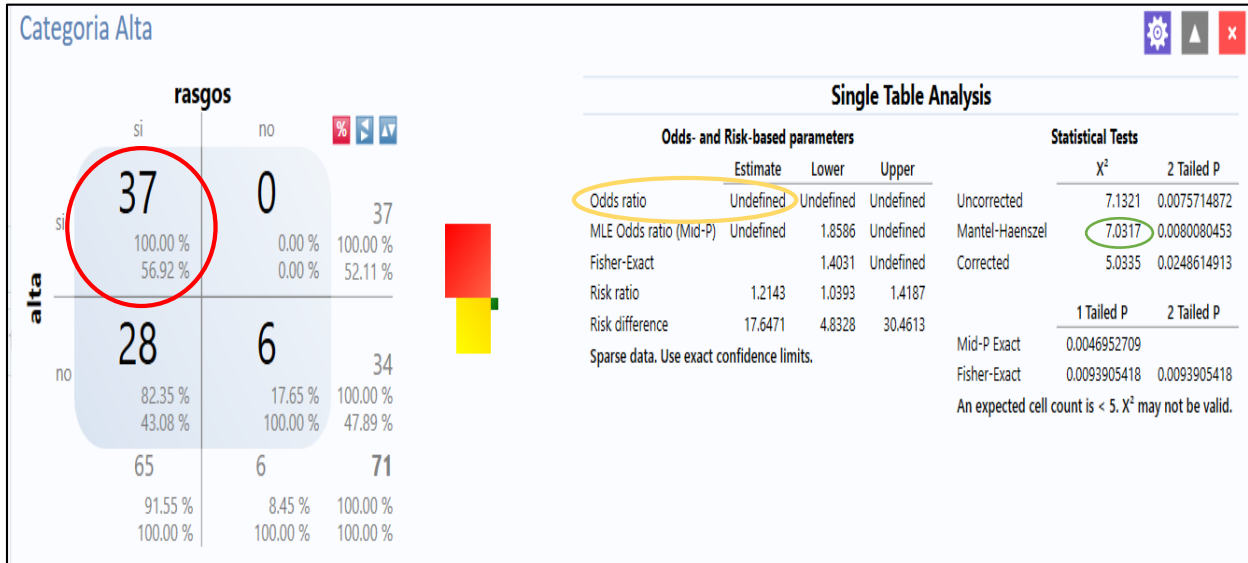 Categoria Alta
rasgos
si no %
37 0 37
si
100.00 % 0.00 % 100.00 %
56.92 % 0.00 % 52.11 %
alta
28 6 34
no
82.35 % 17.65 % 100.00 %
43.08 % 100.00 % 47.89 %
65 6 71
91.55 % 8.45 % 100.00 %
100.00 % 100.00 % 100.00 %
Single Table Analysis
Odds- and Risk-based parameters
Estimate Lower Upper
Odds ratio Undefined Undefined Undefined
MLE Odds ratio (Mid-P) Undefined 1.8586 Undefined
Fisher-Exact 1.4031 Undefined
Risk ratio 1.2143 1.0393 1.4187
Risk difference 17.6471 4.8328 30.4613
Sparse data. Use exact confidence limits.
Statistical Tests
X² 2 Tailed P
Uncorrected 7.1321 0.0075714872
Mantel-Haenszel 7.0317 0.0080080453
Corrected 5.0335 0.0248614913
1 Tailed P 2 Tailed P
Mid-P Exact 0.0046952709
Fisher-Exact 0.0093905418 0.0093905418
An expected cell count is < 5. X² may not be valid.